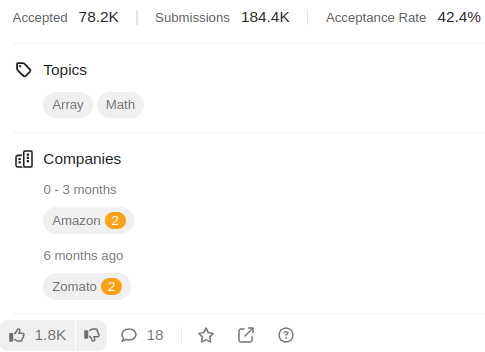 Accepted 78.2K Submissions 184.4K Acceptance Rate 42.4%
Topics
Array Math
Companies
0 - 3 months
Amazon 2
6 months ago
Zomato 2
1.8K 18